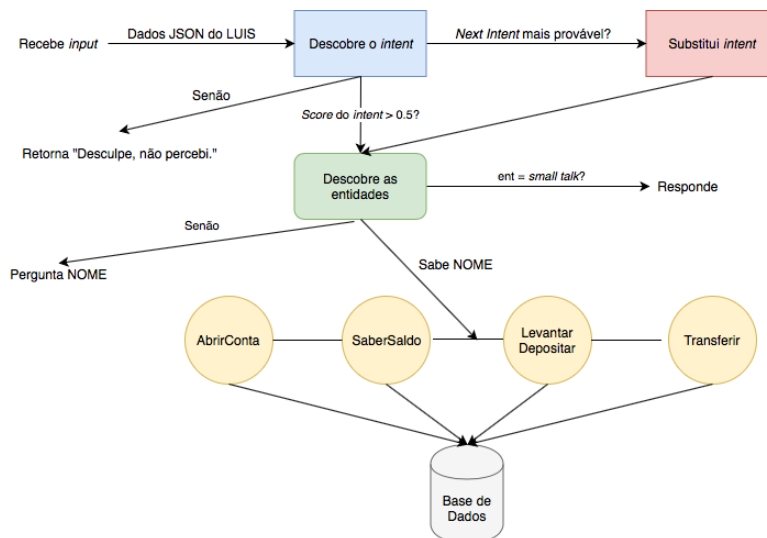 Recebe input
Dados JSON do LUIS
Descobre o intent
Next Intent mais provável?
Substitui intent
Senão
Score do intent > 0.5?
Retorna "Desculpe, não percebi."
Descobre as
entidades
ent = small talk?
Responde
Senão
Pergunta NOME
Sabe NOME
AbrirConta
SaberSaldo
Levantar
Depositar
Transferir
Base de
Dados